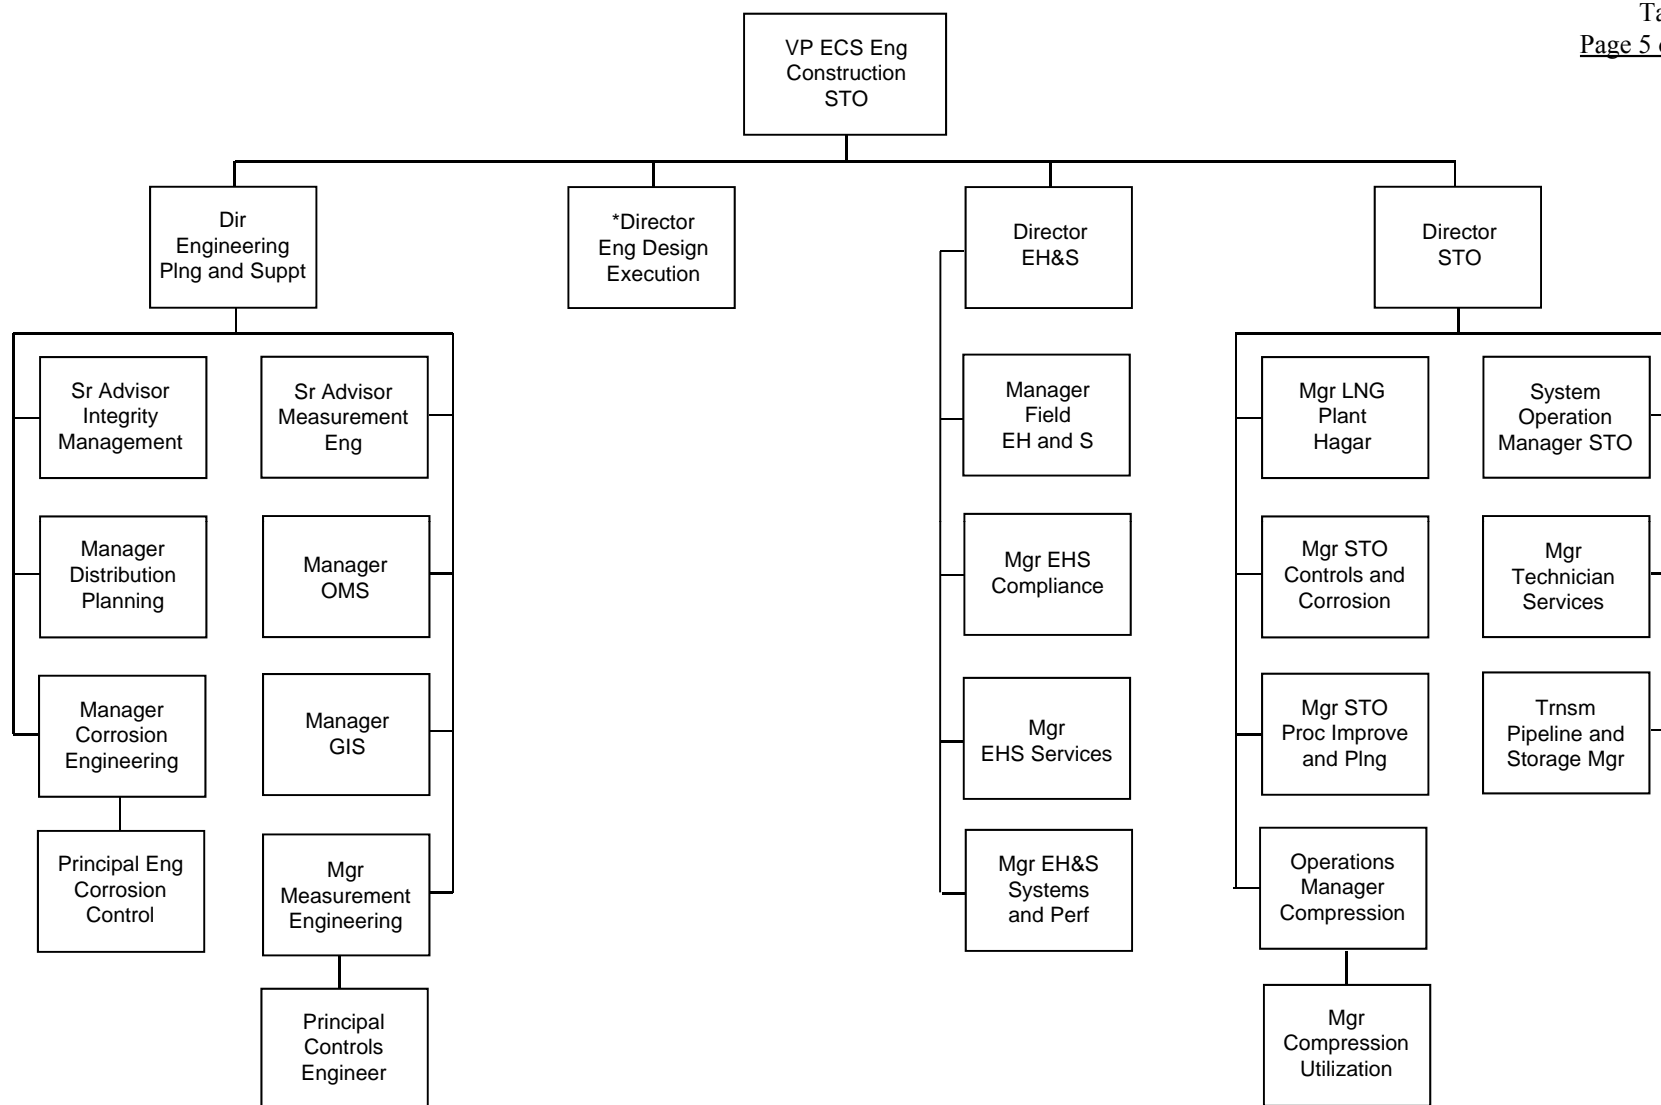 Ta
Page 5
VP ECS Eng
Construction
STO
Dir
Engineering
Plng and Suppt
*Director
Eng Design
Execution
Director
EH&S
Director
STO
Sr Advisor
Integrity
Management
Sr Advisor
Measurement
Eng
Manager
Field
EH and S
Mgr LNG
Plant
Hagar
System
Operation
Manager STO
Manager
Distribution
Planning
Manager
OMS
Mgr EHS
Compliance
Mgr STO
Controls and
Corrosion
Mgr
Technician
Services
Manager
Corrosion
Engineering
Manager
GIS
Mgr
EHS Services
Mgr STO
Proc Improve
and Plng
Trnsm
Pipeline and
Storage Mgr
Principal Eng
Corrosion
Control
Mgr
Measurement
Engineering
Mgr EH&S
Systems
and Perf
Operations
Manager
Compression
Principal
Controls
Engineer
Mgr
Compression
Utilization